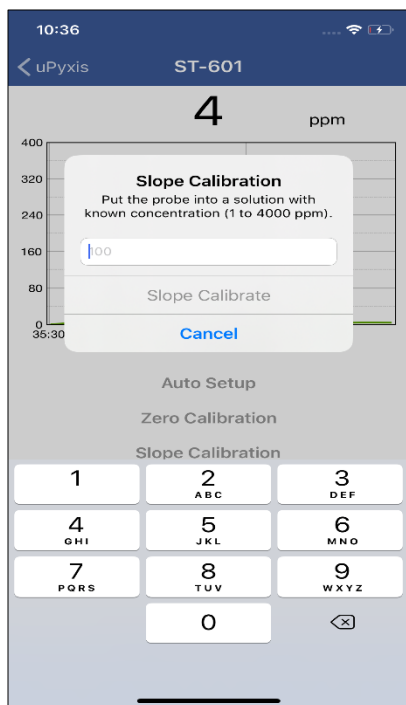 10:36
uPyxis
ST-601
4 ppm
400
320
240
160
80
0
35:30
Slope Calibration
Put the probe into a solution with
known concentration (1 to 4000 ppm).
100
Slope Calibrate
Cancel
Auto Setup
Zero Calibration
Slope Calibration
1
2
ABC
3
DEF
4
GHI
5
JKL
6
MNO
7
PQRS
8
TUV
9
WXYZ
0